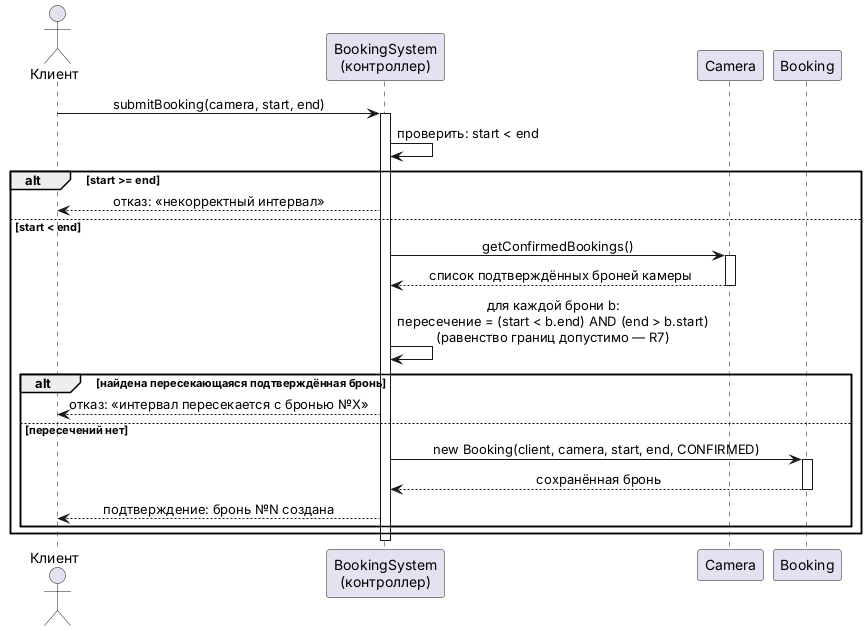 Клиент
BookingSystem
(контроллер)
Camera
Booking
submitBooking(camera, start, end)
проверить: start < end
alt [start >= end]
отказ: «некорректный интервал»
[start < end]
getConfirmedBookings()
список подтверждённых броней камеры
для каждой брони b:
пересечение = (start < b.end) AND (end > b.start)
(равенство границ допустимо — R7)
alt [найдена пересекающаяся подтверждённая бронь]
отказ: «интервал пересекается с бронью №X»
[пересечений нет]
new Booking(client, camera, start, end, CONFIRMED)
сохранённая бронь
подтверждение: бронь №N создана
Клиент
BookingSystem
(контроллер)
Camera
Booking